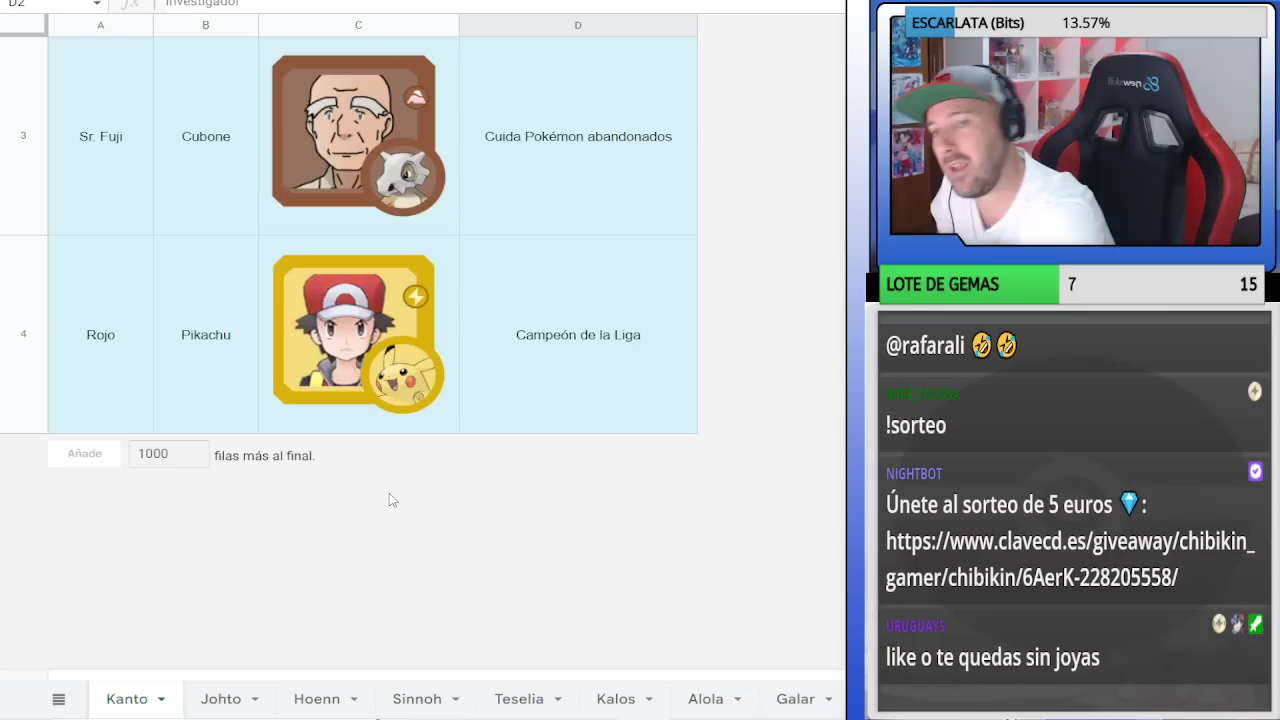 D2 fx Investigador
A B C D
3 Sr. Fuji Cubone Cuida Pokémon abandonados
4 Rojo Pikachu Campeón de la Liga
Añade 1000 filas más al final.
Kanto Johto Hoenn Sinnoh Teselia Kalos Alola Galar
ESCARLATA (Bits) 13.57%
LOTE DE GEMAS 7 15
@rafarali 🤣🤣
!sorteo
NIGHTBOT
Únete al sorteo de 5 euros 💎:
https://www.clavecd.es/giveaway/chibikin_
gamer/chibikin/6AerK-228205558/
URUGUAYS
like o te quedas sin joyas